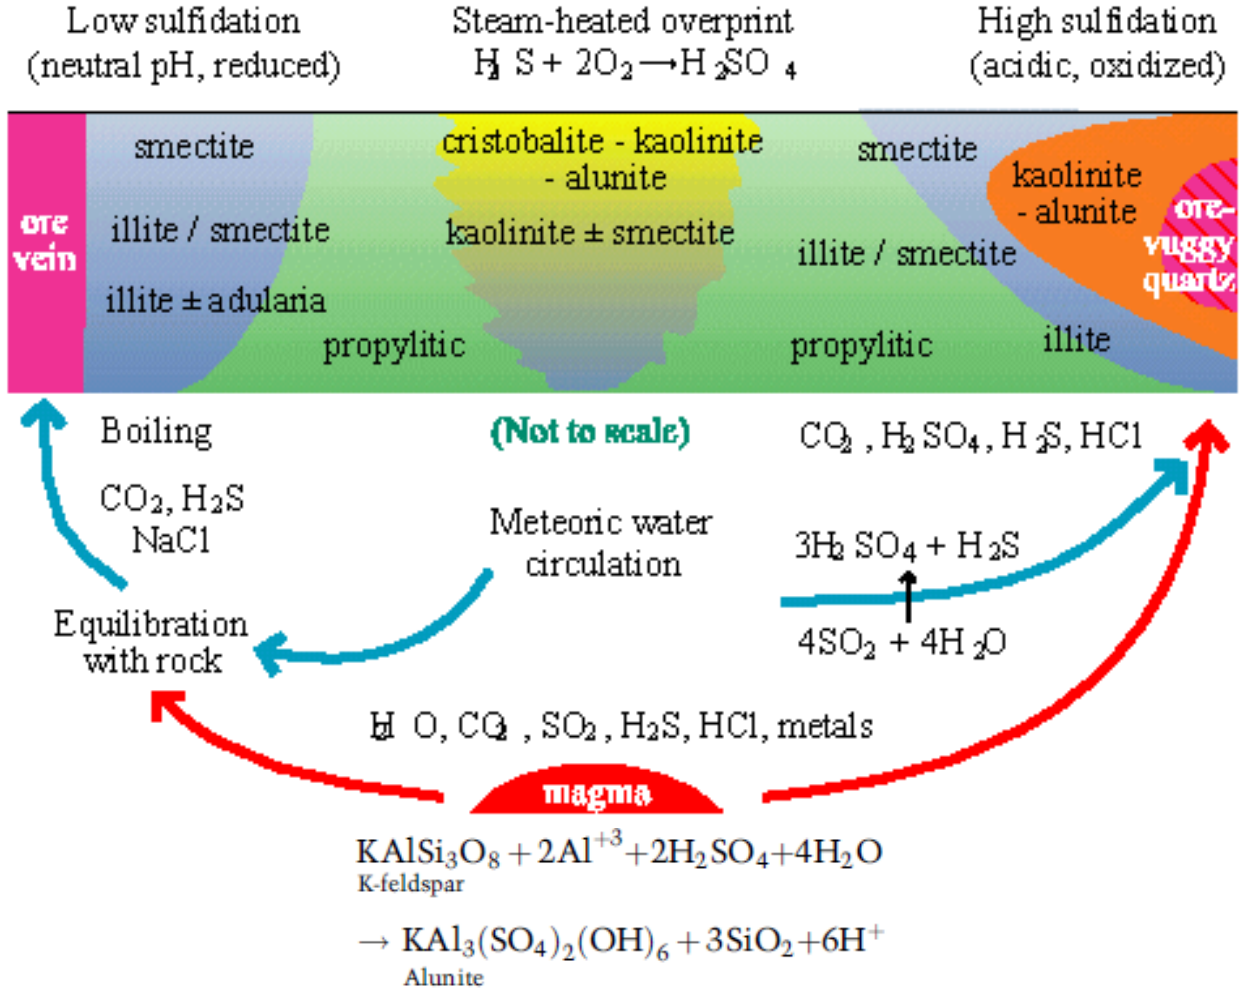 Low sulfidation
(neutral pH, reduced)
Steam-heated overprint
H₂S + 2O₂→H₂SO₄
High sulfidation
(acidic, oxidized)
ore
vein
smectite
illite / smectite
illite ± adularia
propylitic
cristobalite - kaolinite
- alunite
kaolinite ± smectite
smectite
illite / smectite
propylitic
illite
kaolinite
- alunite
ore-
vuggy
quartz
Boiling
CO₂, H₂S
NaCl
Equilibration
with rock
(Not to scale)
Meteoric water
circulation
CO₂, H₂SO₄, H₂S, HCl
3H₂SO₄ + H₂S
4SO₂ + 4H₂O
H₂O, CO₂, SO₂, H₂S, HCl, metals
magma
KAlSi₃O₈ + 2Al⁺³+2H₂SO₄+4H₂O
K-feldspar
→ KAl₃(SO₄)₂(OH)₆ + 3SiO₂+6H⁺
Alunite